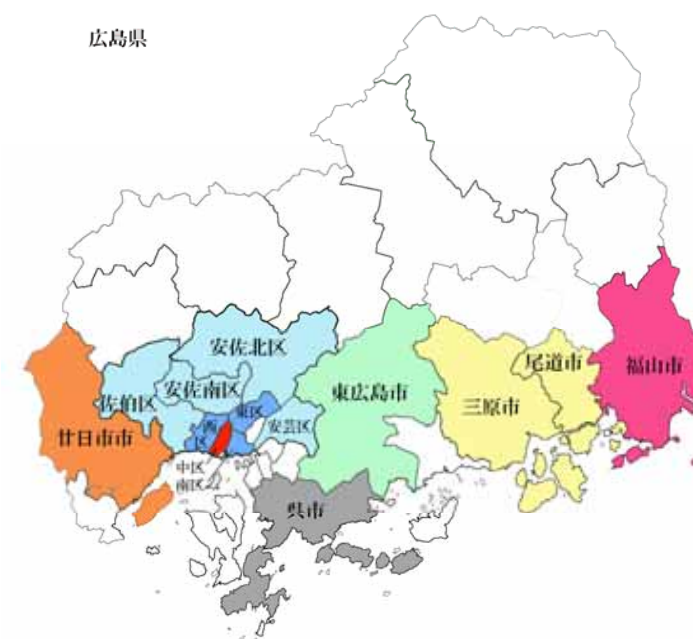 広島県
安佐北区
安佐南区
佐伯区
東区
西
区
安芸区
廿日市市
中区
南区
東広島市
三原市
尾道市
福山市
呉市